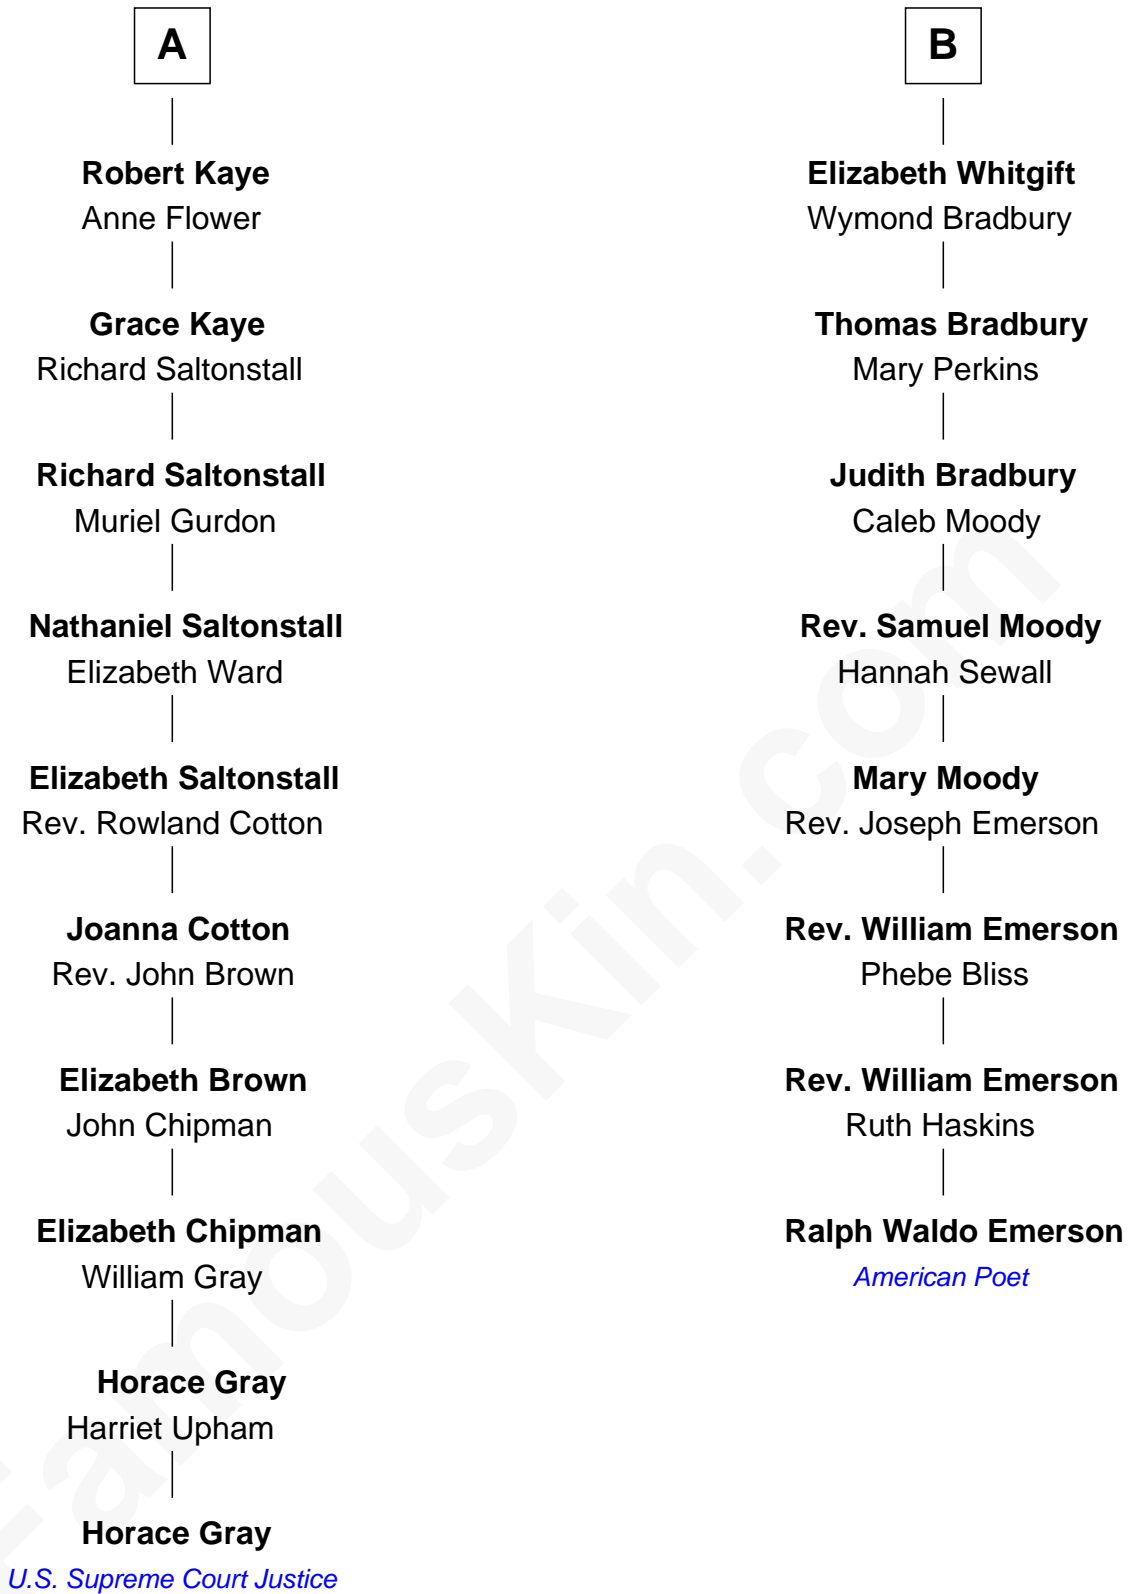 A
Robert Kaye
Anne Flower
Grace Kaye
Richard Saltonstall
Richard Saltonstall
Muriel Gurdon
Nathaniel Saltonstall
Elizabeth Ward
Elizabeth Saltonstall
Rev. Rowland Cotton
Joanna Cotton
Rev. John Brown
Elizabeth Brown
John Chipman
Elizabeth Chipman
William Gray
Horace Gray
Harriet Upham
Horace Gray
U.S. Supreme Court Justice
B
Elizabeth Whitgift
Wymond Bradbury
Thomas Bradbury
Mary Perkins
Judith Bradbury
Caleb Moody
Rev. Samuel Moody
Hannah Sewall
Mary Moody
Rev. Joseph Emerson
Rev. William Emerson
Phebe Bliss
Rev. William Emerson
Ruth Haskins
Ralph Waldo Emerson
American Poet
FamousKin.com